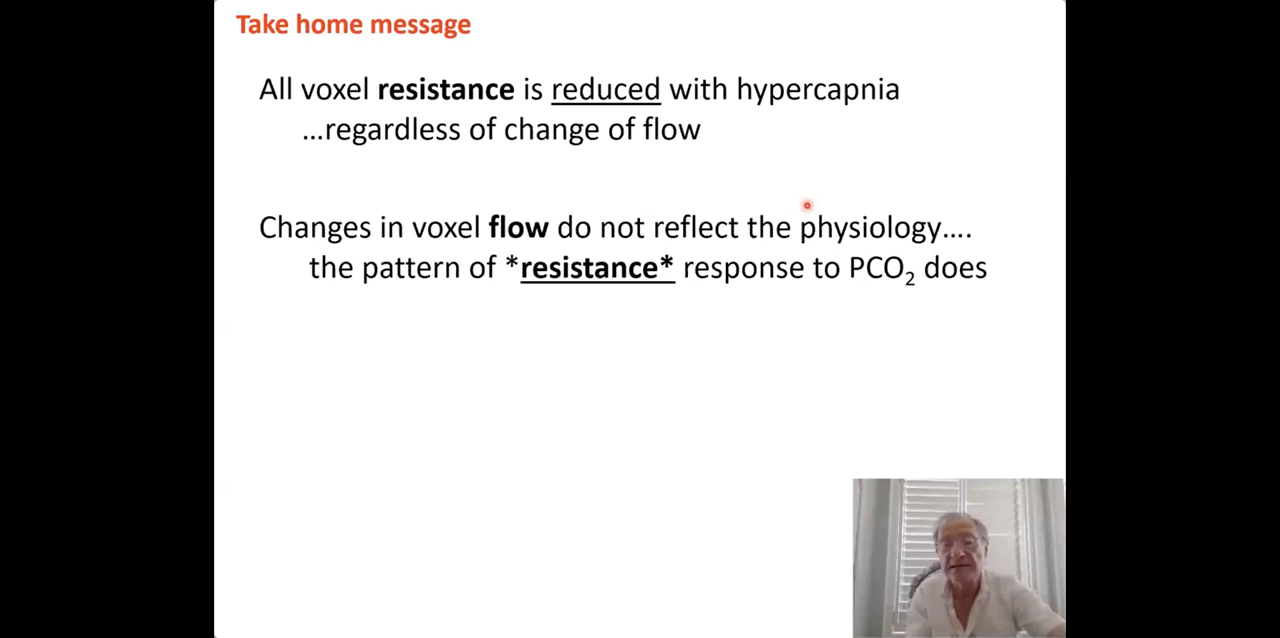 Take home message
All voxel resistance is reduced with hypercapnia
...regardless of change of flow
Changes in voxel flow do not reflect the physiology....
the pattern of *resistance* response to PCO₂ does